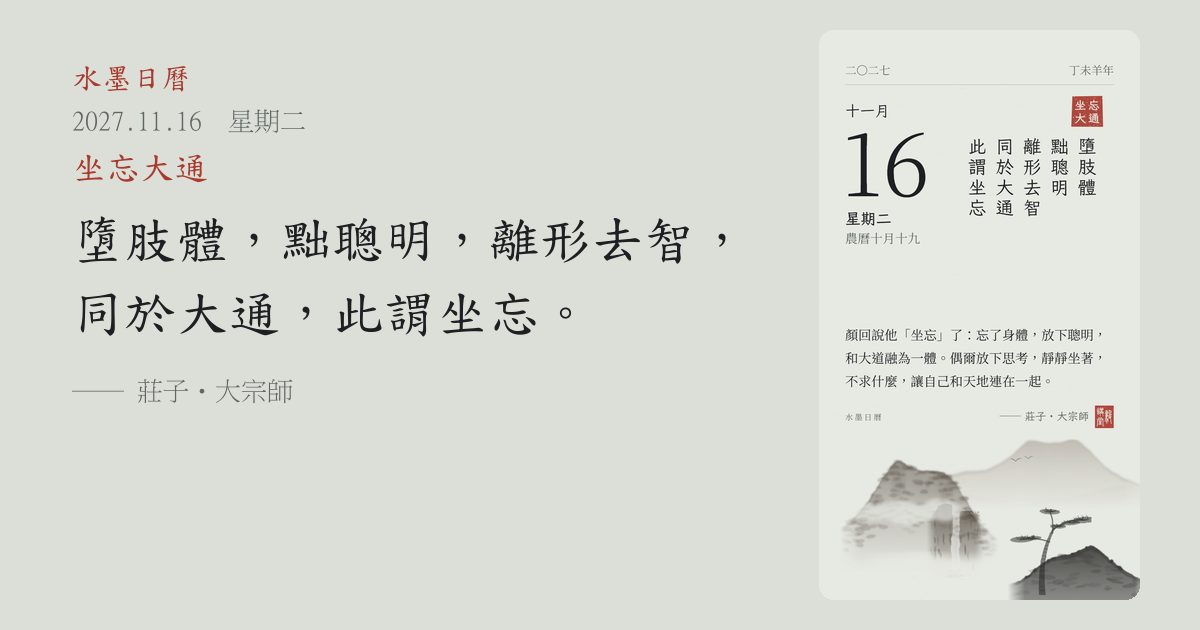 水墨日曆
2027.11.16　星期二
坐忘大通
墮肢體，黜聰明，離形去智，
同於大通，此謂坐忘。
—— 莊子・大宗師
二〇二七
丁未羊年
十一月
16
星期二
農曆十月十九
坐忘
大通
墮肢體
黜聰明
離形去智
同於大通
此謂坐忘
顏回說他「坐忘」了：忘了身體，放下聰明，
和大道融為一體。偶爾放下思考，靜靜坐著，
不求什麼，讓自己和天地連在一起。
水墨日曆
—— 莊子・大宗師